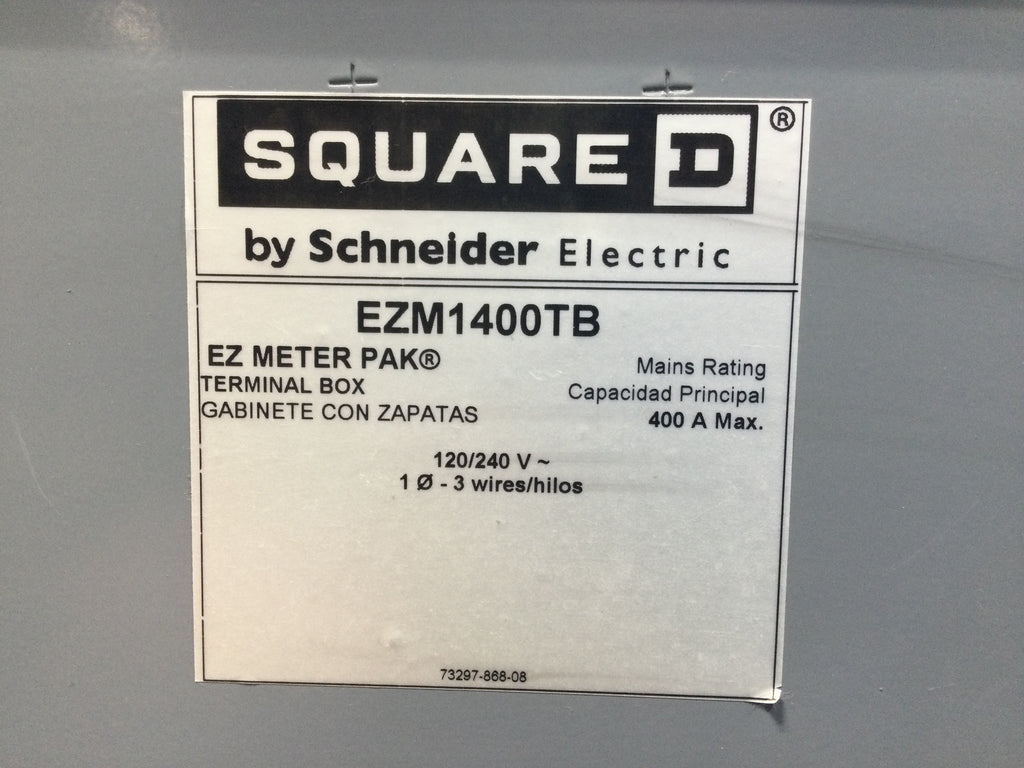 SQUARE D ®
by Schneider Electric
EZM1400TB
EZ METER PAK®
TERMINAL BOX
GABINETE CON ZAPATAS
Mains Rating
Capacidad Principal
400 A Max.
120/240 V ~
1 Ø - 3 wires/hilos
73297-868-08